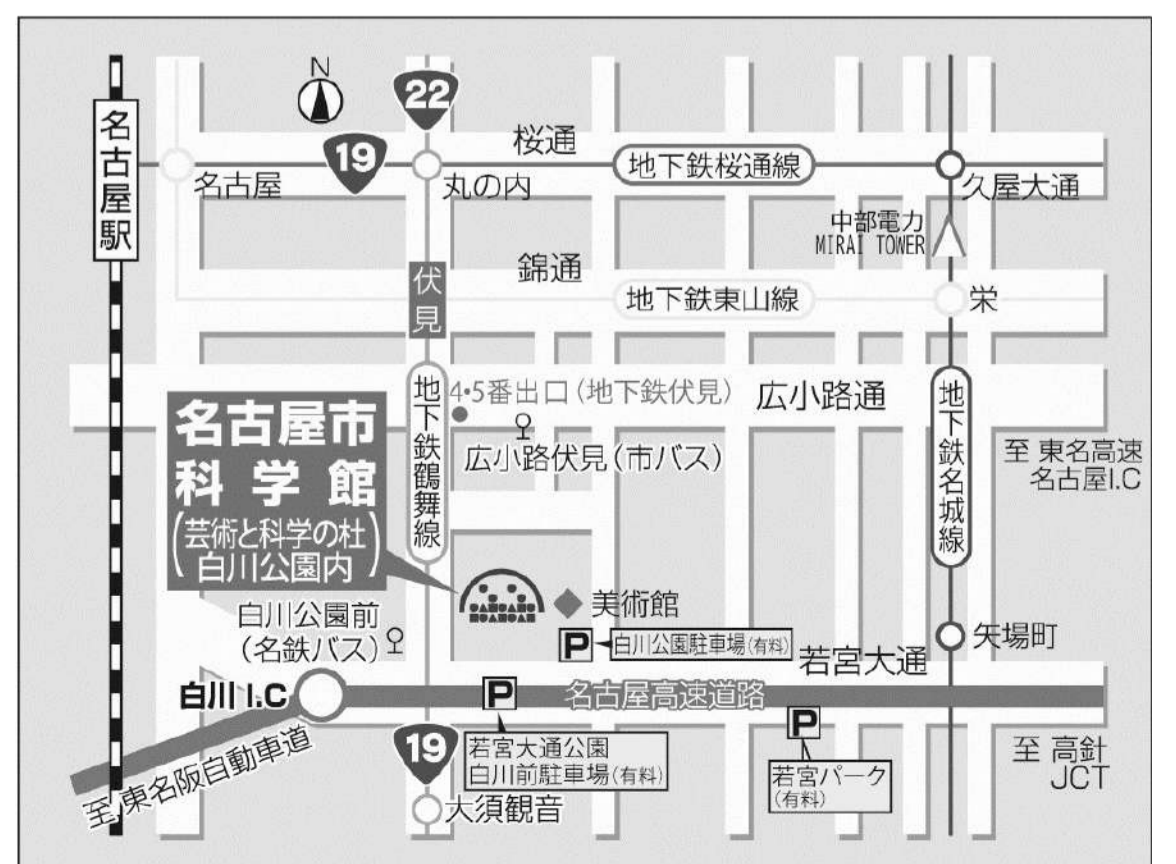 N
22
19
桜通
地下鉄桜通線
名古屋駅
名古屋
丸の内
久屋大通
中部電力
MIRAI TOWER
錦通
伏見
地下鉄東山線
栄
4・5番出口(地下鉄伏見)
広小路通
広小路伏見(市バス)
地下鉄鶴舞線
地下鉄名城線
至 東名高速
名古屋I.C
名古屋市
科学館
(芸術と科学の杜
白川公園内)
美術館
白川公園前
(名鉄バス)
P
白川公園駐車場(有料)
矢場町
若宮大通
白川 I.C
P
名古屋高速道路
P
19
若宮大通公園
白川前駐車場(有料)
若宮パーク
(有料)
至 高針
JCT
至 東名阪自動車道
大須観音